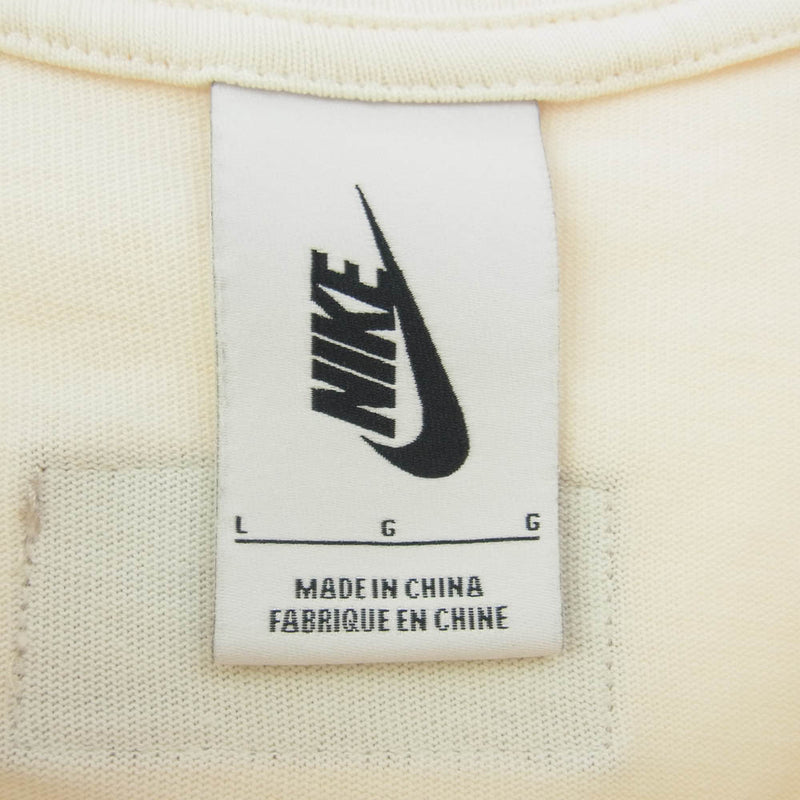 NIKE
L G G
MADE IN CHINA
FABRIQUE EN CHINE